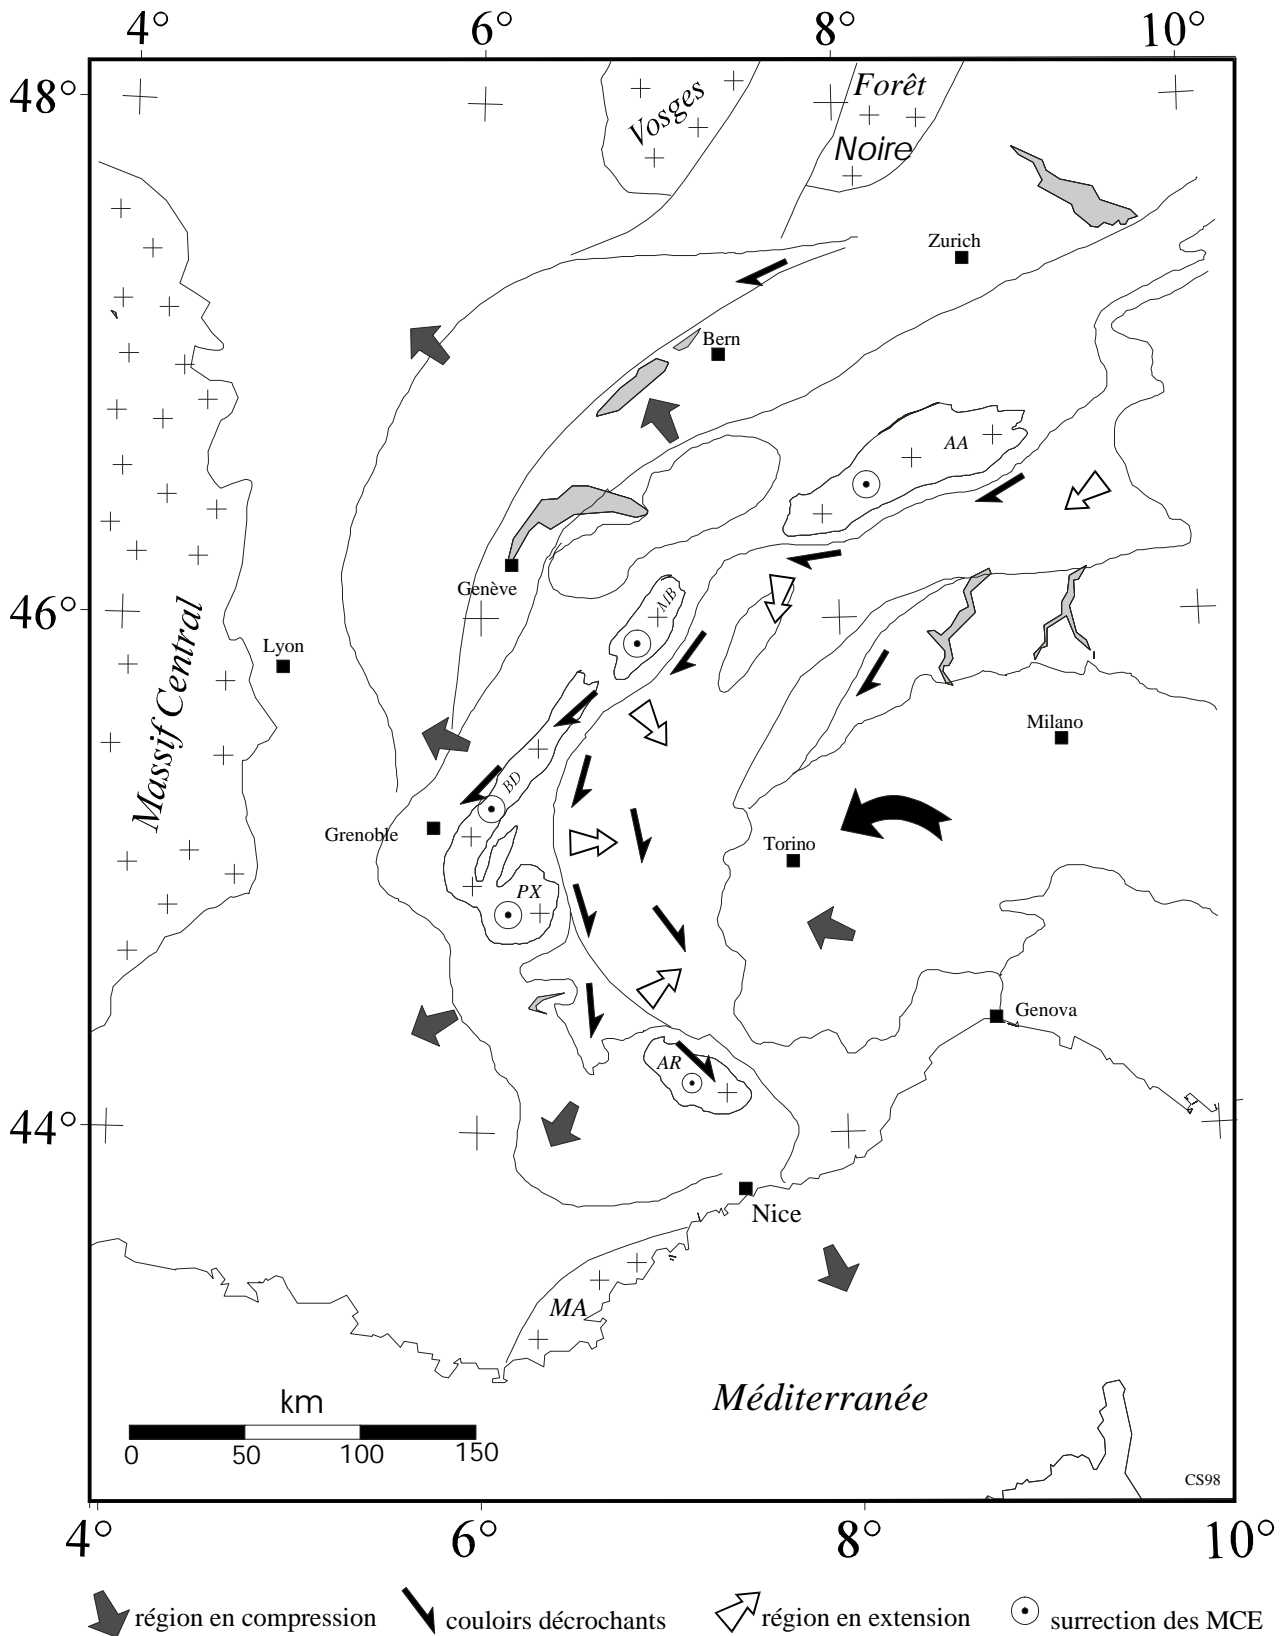 4° 6° 8° 10°
48°
Vosges
Forêt
Noire
Zurich
Bern
AA
Genève
MB
46°
Lyon
Massif Central
Milano
BD
Grenoble
Torino
PX
Genova
AR
44°
Nice
MA
Méditerranée
km
0 50 100 150
CS98
4° 6° 8° 10°
région en compression couloirs décrochants région en extension surrection des MCE